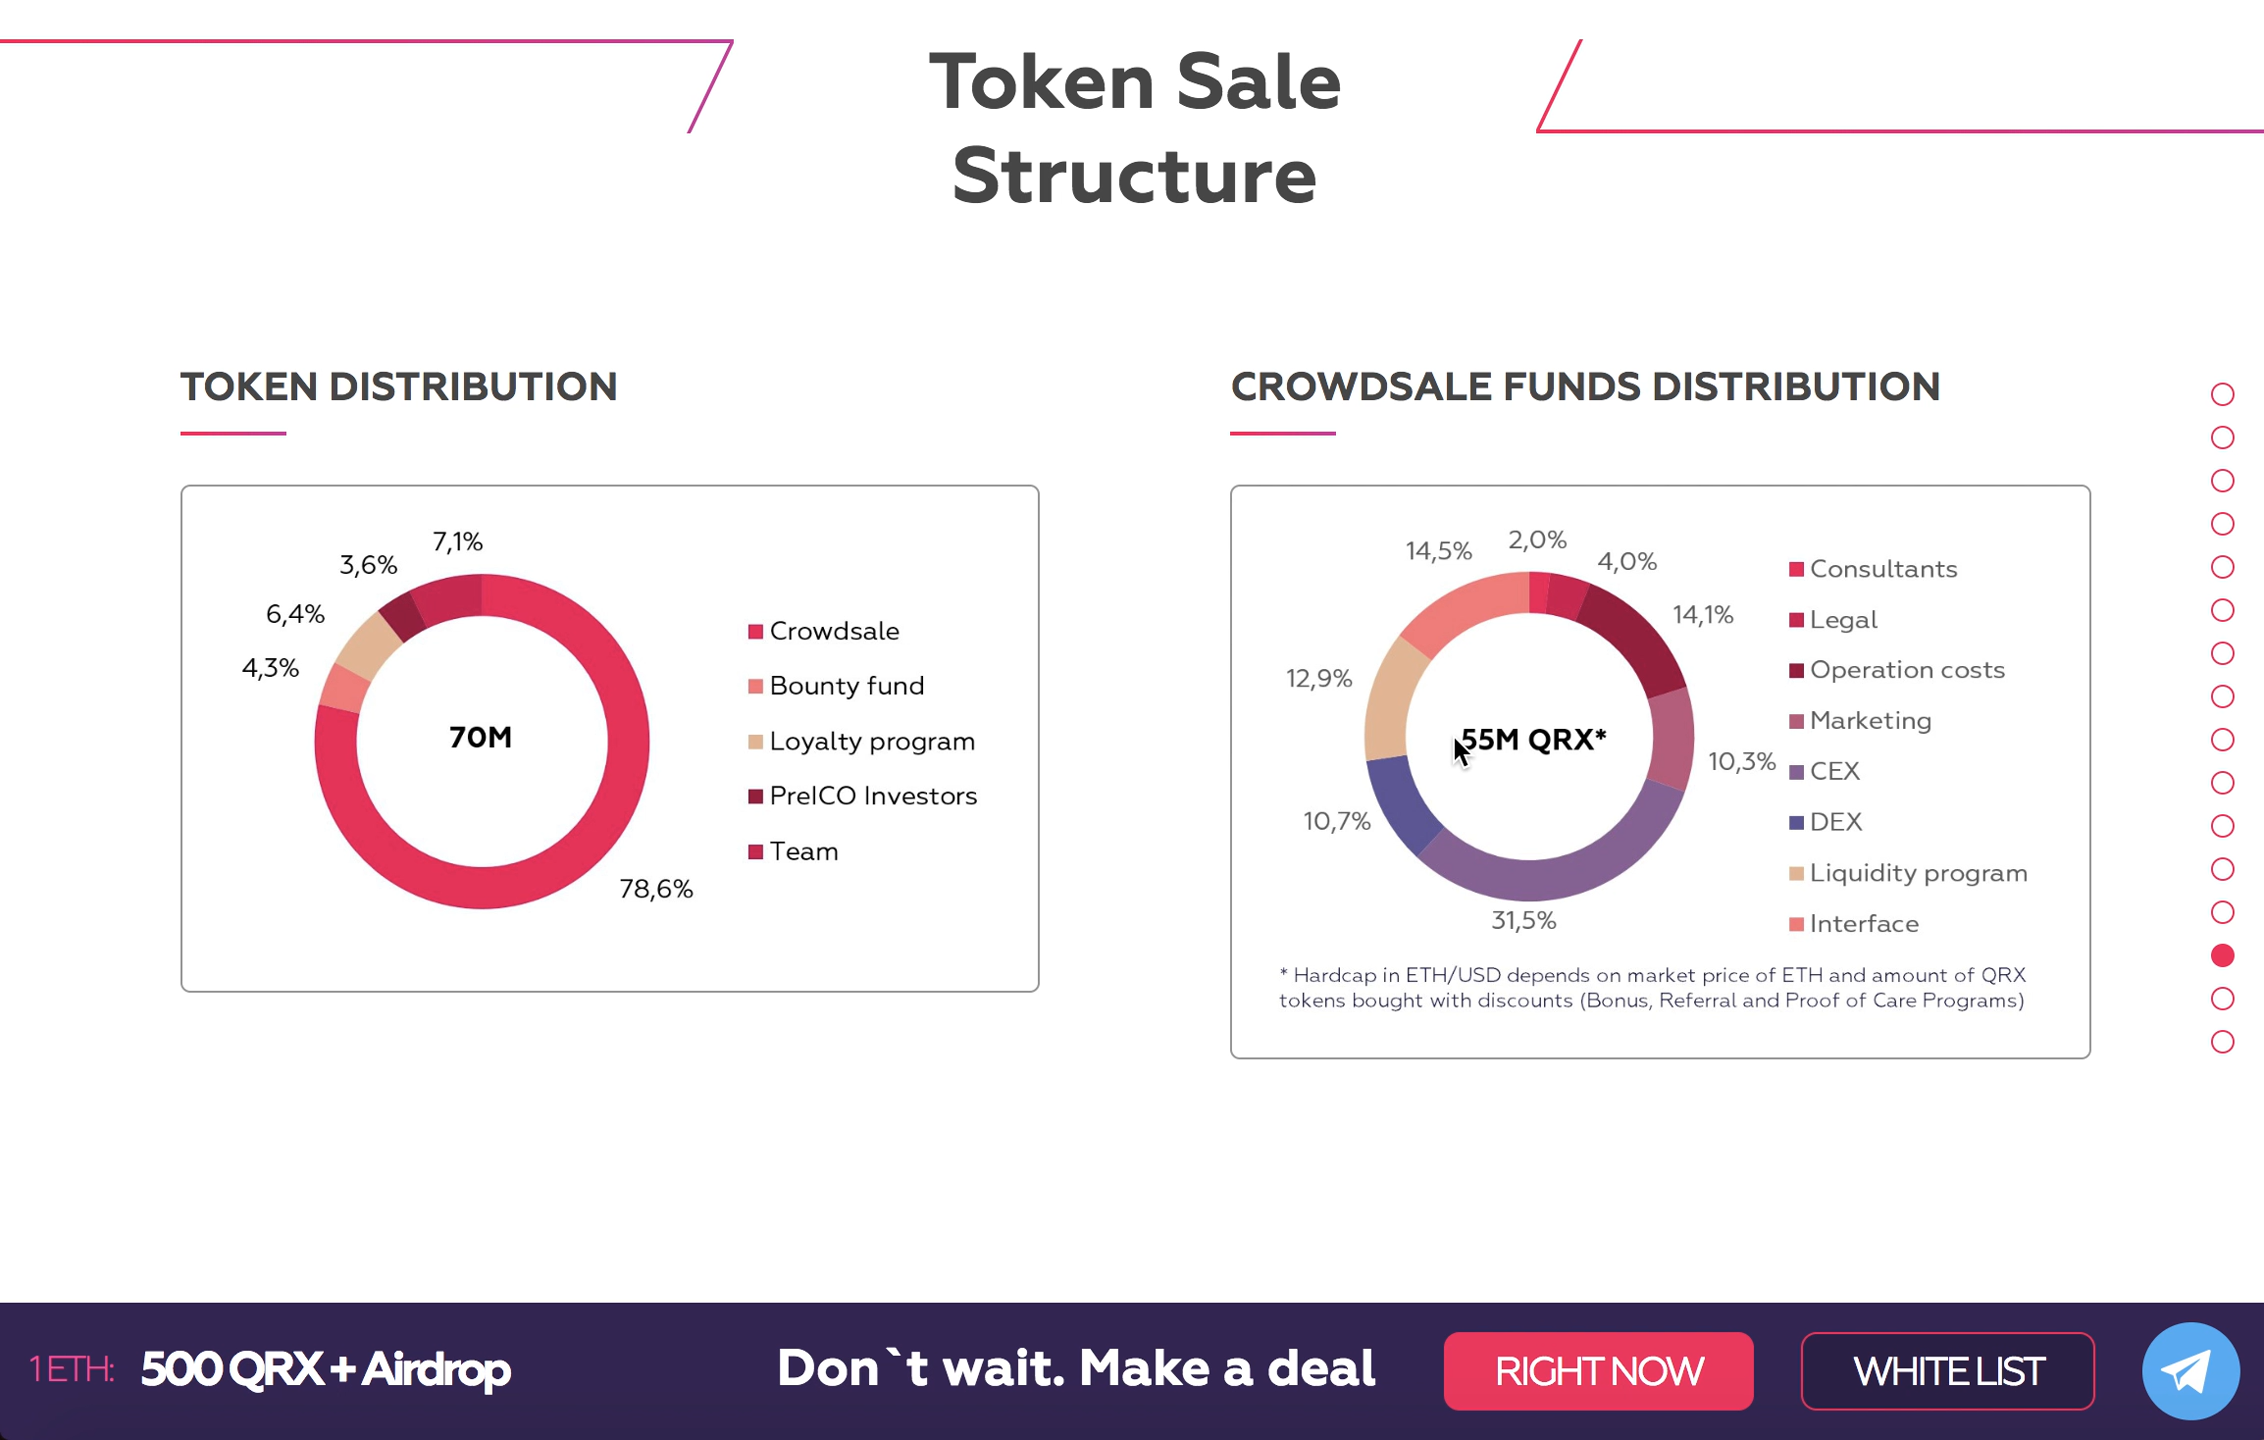 Token Sale
Structure
TOKEN DISTRIBUTION
7,1%
3,6%
6,4%
4,3%
70M
78,6%
Crowdsale
Bounty fund
Loyalty program
PreICO Investors
Team
CROWDSALE FUNDS DISTRIBUTION
14,5%
2,0%
4,0%
14,1%
12,9%
55M QRX*
10,3%
10,7%
31,5%
Consultants
Legal
Operation costs
Marketing
CEX
DEX
Liquidity program
Interface
* Hardcap in ETH/USD depends on market price of ETH and amount of QRX
tokens bought with discounts (Bonus, Referral and Proof of Care Programs)
1 ETH: 500 QRX + Airdrop
Don`t wait. Make a deal
RIGHT NOW
WHITE LIST